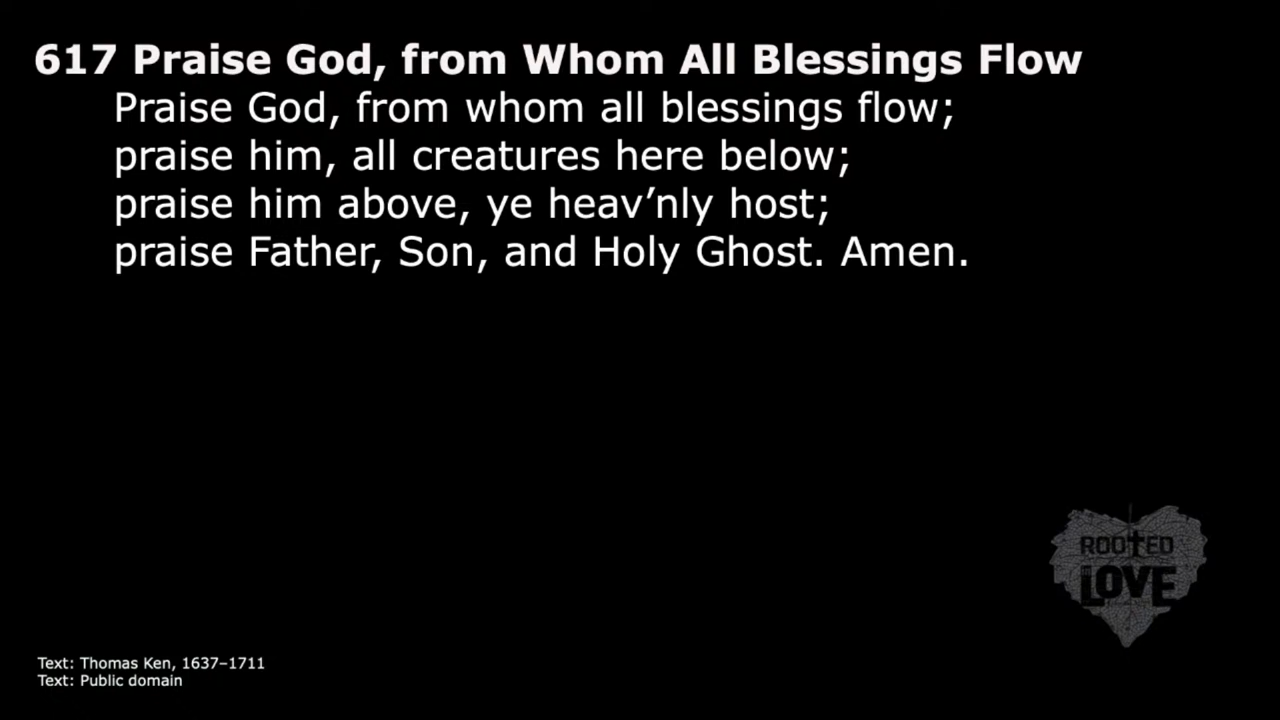 617 Praise God, from Whom All Blessings Flow
Praise God, from whom all blessings flow;
praise him, all creatures here below;
praise him above, ye heav’nly host;
praise Father, Son, and Holy Ghost. Amen.
ROOTED
in
LOVE
Text: Thomas Ken, 1637–1711
Text: Public domain